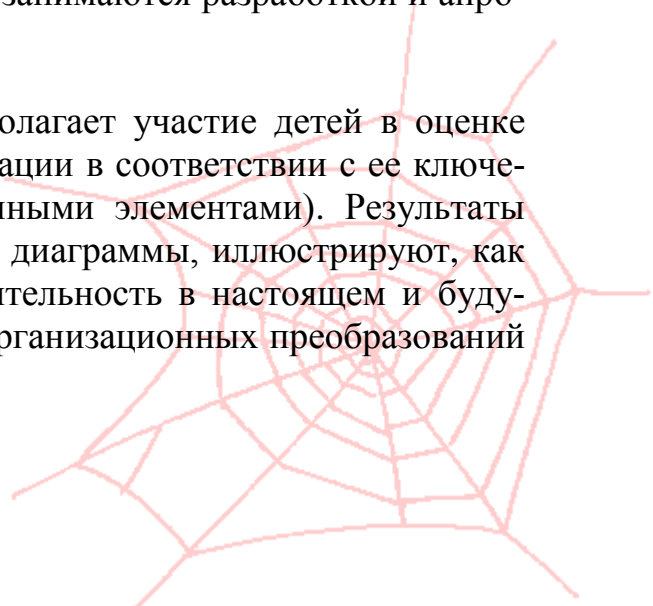 занимаются разработкой и апро-
олагает участие детей в оценке
ации в соответствии с ее ключе-
ными элементами). Результаты
диаграммы, иллюстрируют, как
ительность в настоящем и буду-
рганизационных преобразований